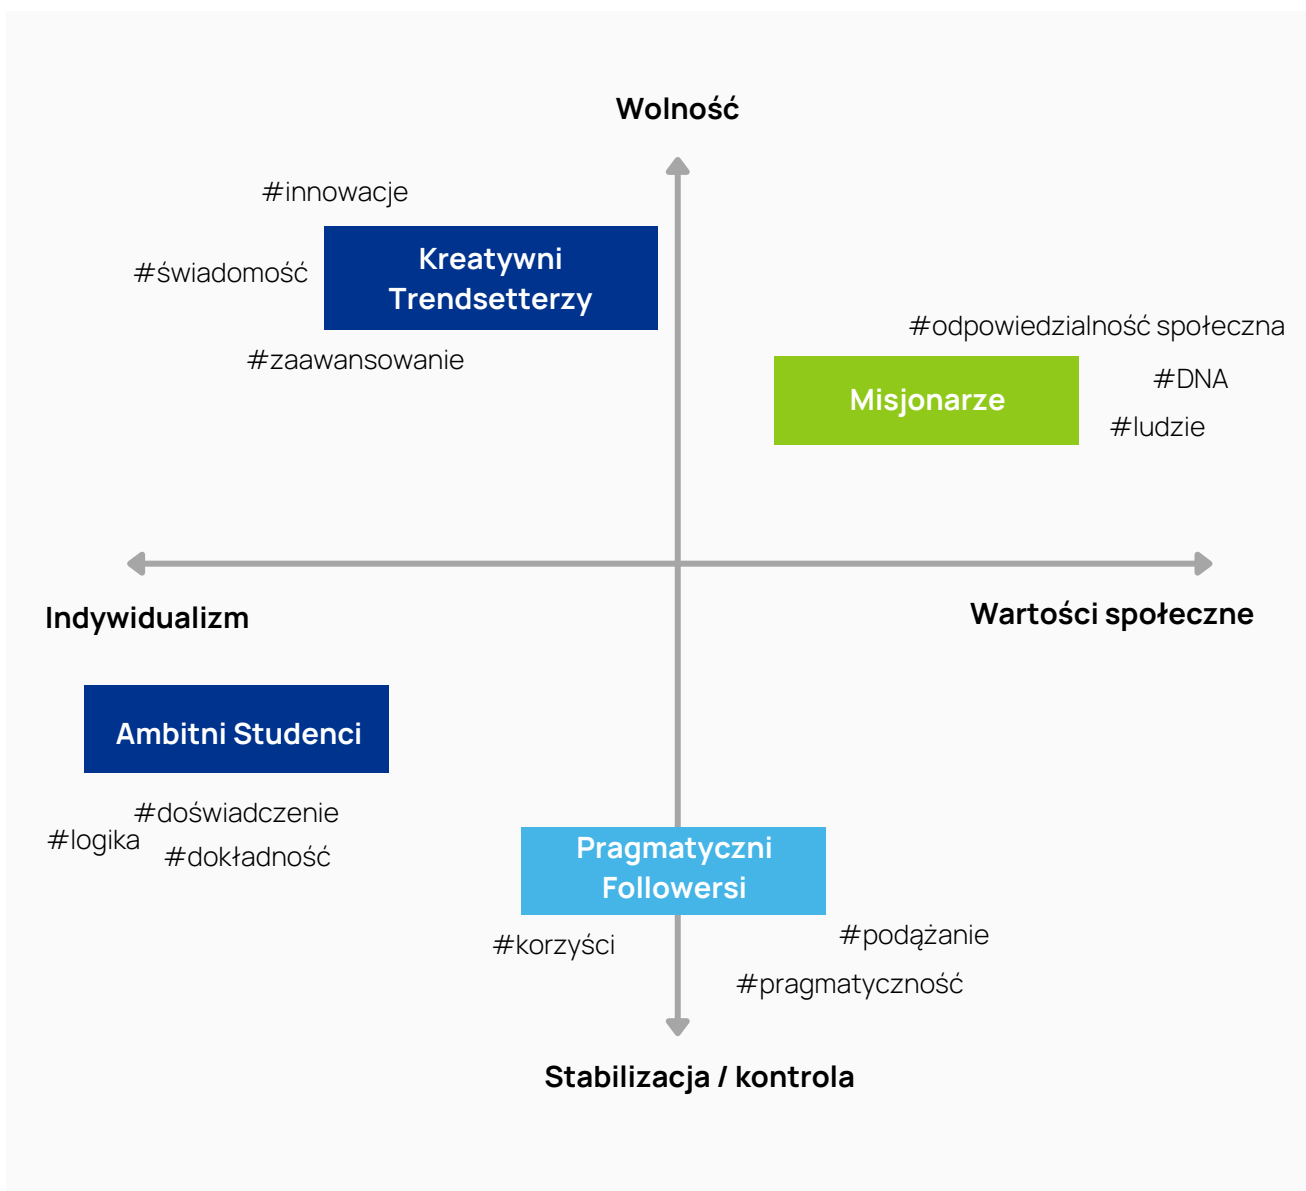 Wolność
#innowacje
#świadomość
Kreatywni
Trendsetterzy
#zaawansowanie
#odpowiedzialność społeczna
Misjonarze
#DNA
#ludzie
Indywidualizm
Wartości społeczne
Ambitni Studenci
#doświadczenie
#logika
#dokładność
Pragmatyczni
Followersi
#korzyści
#podążanie
#pragmatyczność
Stabilizacja / kontrola